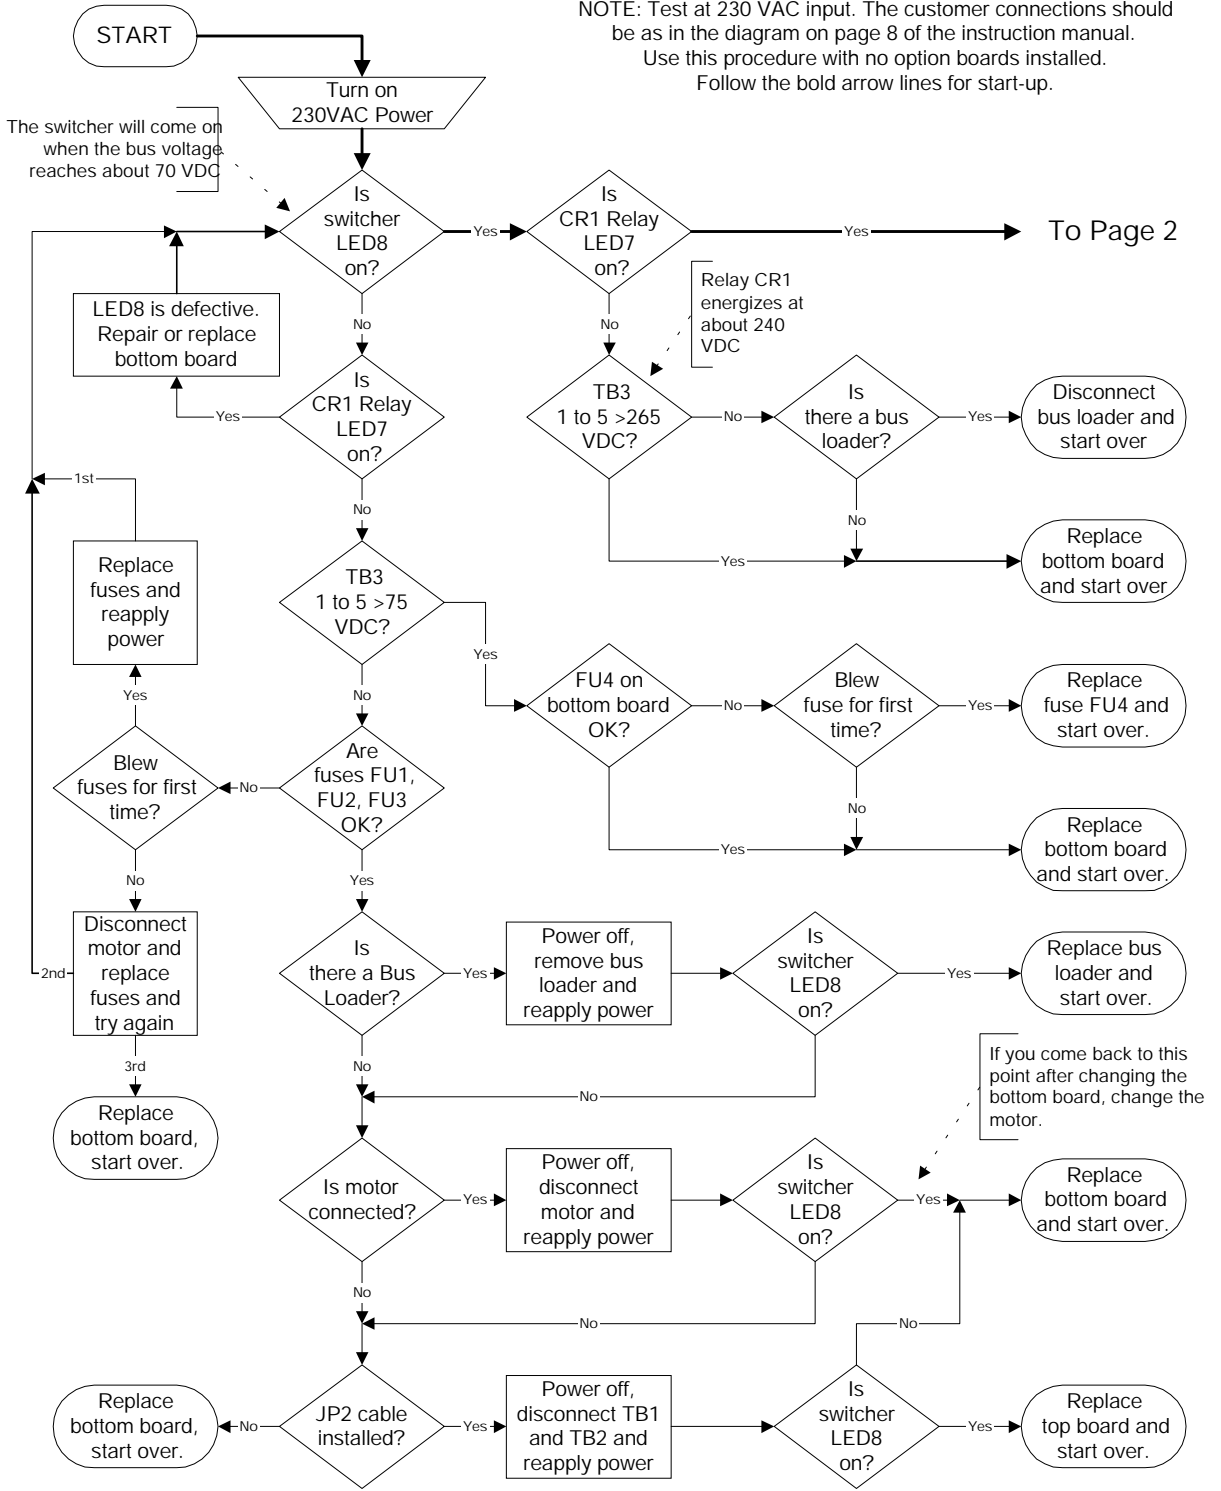 NOTE: Test at 230 VAC input. The customer connections should
be as in the diagram on page 8 of the instruction manual.
Use this procedure with no option boards installed.
Follow the bold arrow lines for start-up.
START
Turn on
230VAC Power
The switcher will come on
when the bus voltage
reaches about 70 VDC
Is
switcher
LED8
on?
Yes
Is
CR1 Relay
LED7
on?
Yes
To Page 2
LED8 is defective.
Repair or replace
bottom board
No
No
Relay CR1
energizes at
about 240
VDC
Yes
Is
CR1 Relay
LED7
on?
TB3
1 to 5 >265
VDC?
No
Is
there a bus
loader?
Yes
Disconnect
bus loader and
start over
1st
No
No
Yes
Replace
bottom board
and start over
Replace
fuses and
reapply
power
TB3
1 to 5 >75
VDC?
Yes
Yes
No
FU4 on
bottom board
OK?
No
Blew
fuse for first
time?
Yes
Replace
fuse FU4 and
start over.
Blew
fuses for first
time?
No
Are
fuses FU1,
FU2, FU3
OK?
No
Yes
Replace
bottom board
and start over.
No
Yes
Disconnect
motor and
replace
fuses and
try again
2nd
3rd
Replace
bottom board,
start over.
Is
there a Bus
Loader?
Yes
Power off,
remove bus
loader and
reapply power
Is
switcher
LED8
on?
Yes
Replace bus
loader and
start over.
No
No
If you come back to this
point after changing the
bottom board, change the
motor.
Is motor
connected?
Yes
Power off,
disconnect
motor and
reapply power
Is
switcher
LED8
on?
Yes
Replace
bottom board
and start over.
No
No
No
Replace
bottom board,
start over.
No
JP2 cable
installed?
Yes
Power off,
disconnect TB1
and TB2 and
reapply power
Is
switcher
LED8
on?
Yes
Replace
top board and
start over.